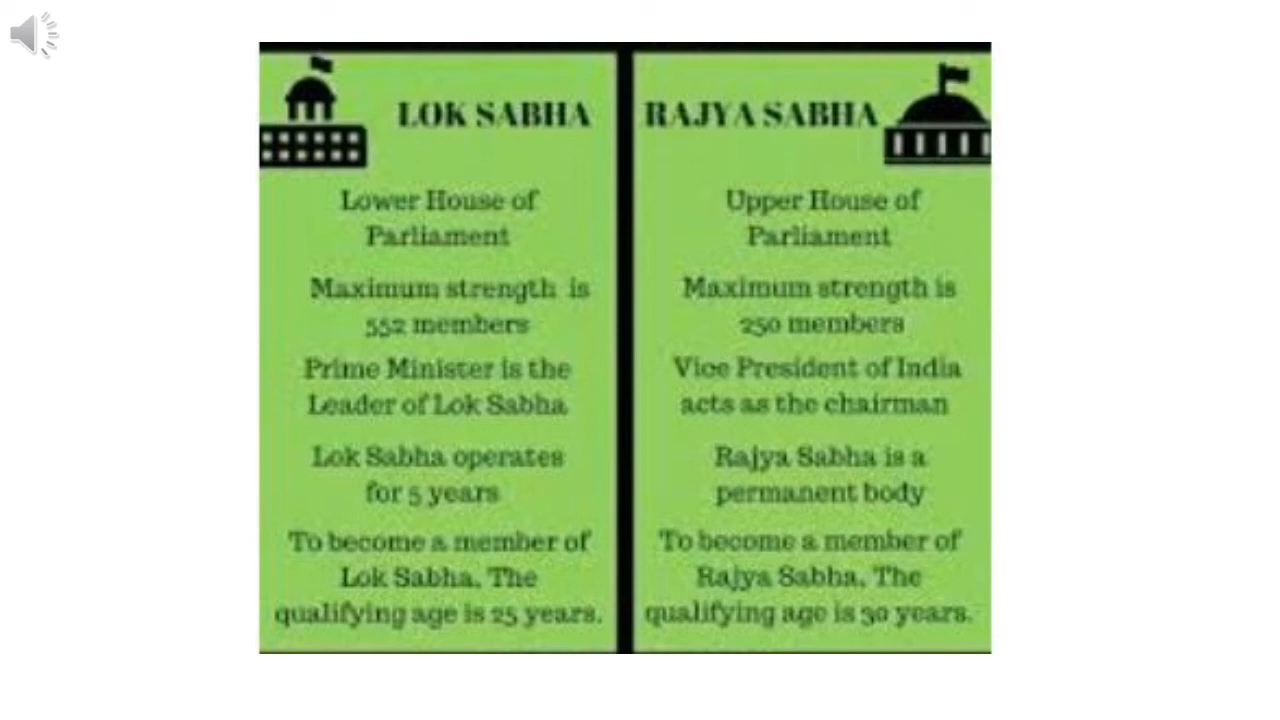 LOK SABHA
Lower House of
Parliament
Maximum strength is
552 members
Prime Minister is the
Leader of Lok Sabha
Lok Sabha operates
for 5 years
To become a member of
Lok Sabha, The
qualifying age is 25 years.
RAJYA SABHA
Upper House of
Parliament
Maximum strength is
250 members
Vice President of India
acts as the chairman
Rajya Sabha is a
permanent body
To become a member of
Rajya Sabha, The
qualifying age is 30 years.